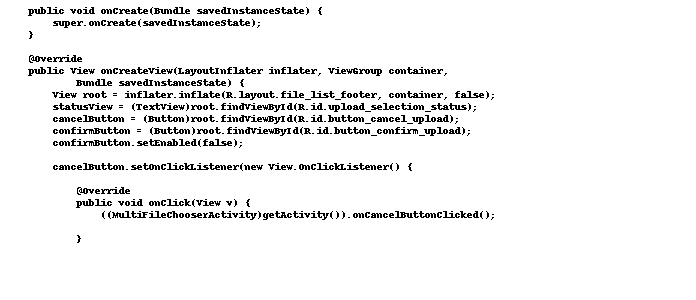 public void onCreate(Bundle savedInstanceState) {
super.onCreate(savedInstanceState);
}
@Override
public View onCreateView(LayoutInflater inflater, ViewGroup container,
Bundle savedInstanceState) {
View root = inflater.inflate(R.layout.file_list_footer, container, false);
statusView = (TextView)root.findViewById(R.id.upload_selection_status);
cancelButton = (Button)root.findViewById(R.id.button_cancel_upload);
confirmButton = (Button)root.findViewById(R.id.button_confirm_upload);
confirmButton.setEnabled(false);
cancelButton.setOnClickListener(new View.OnClickListener() {
@Override
public void onClick(View v) {
((MultiFileChooserActivity)getActivity()).onCancelButtonClicked();
}